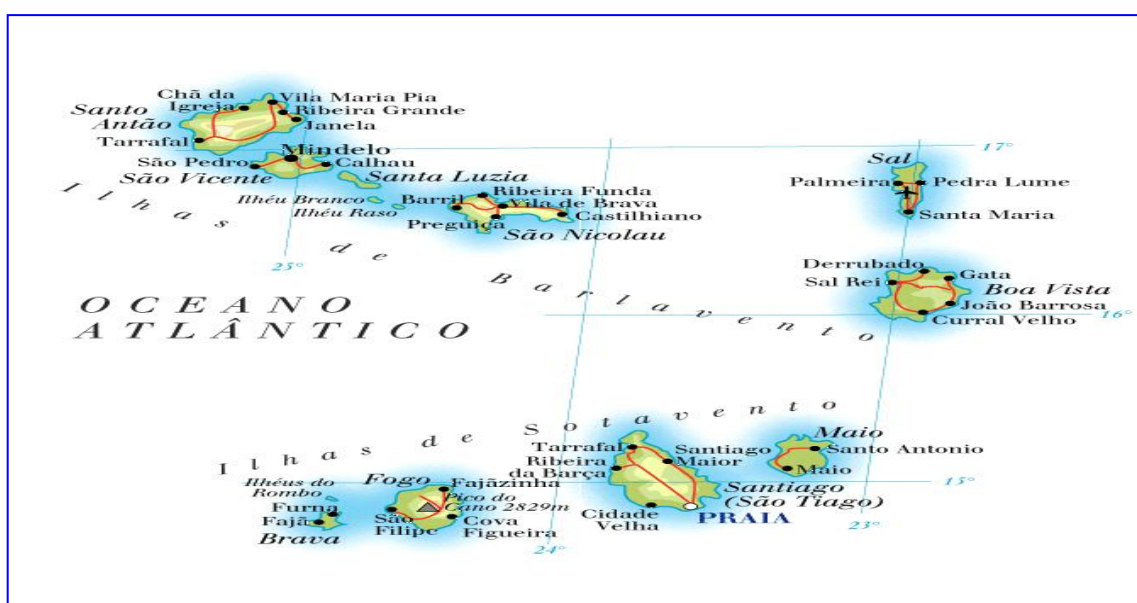 Chã da
Igreja
Vila Maria Pia
Ribeira Grande
Janela
Santo
Antão
Tarrafal
Mindelo
São Pedro
Calhau
São Vicente
Santa Luzia
Ilhéu Branco
Ilhéu Raso
Ribeira Funda
Barril
Vila de Brava
Castilhiano
Preguiça
São Nicolau
17°
Sal
Palmeira
Pedra Lume
Santa Maria
Derrubado
Gata
Sal Rei
Boa Vista
João Barrosa
Curral Velho
16°
25°
Ilhas de Barlavento
OCEANO
ATLÂNTICO
Ilhas de Sotavento
Maio
Santo Antonio
Maio
Tarrafal
Santiago
Maior
Ribeira
da Barça
Santiago
(São Tiago)
Cidade
Velha
PRAIA
15°
Ilhéus do
Rombo
Fogo
Fajãzinha
Pico do
Cano 2829m
Furna
Fajã
Brava
São
Filipe
Cova
Figueira
24°
23°